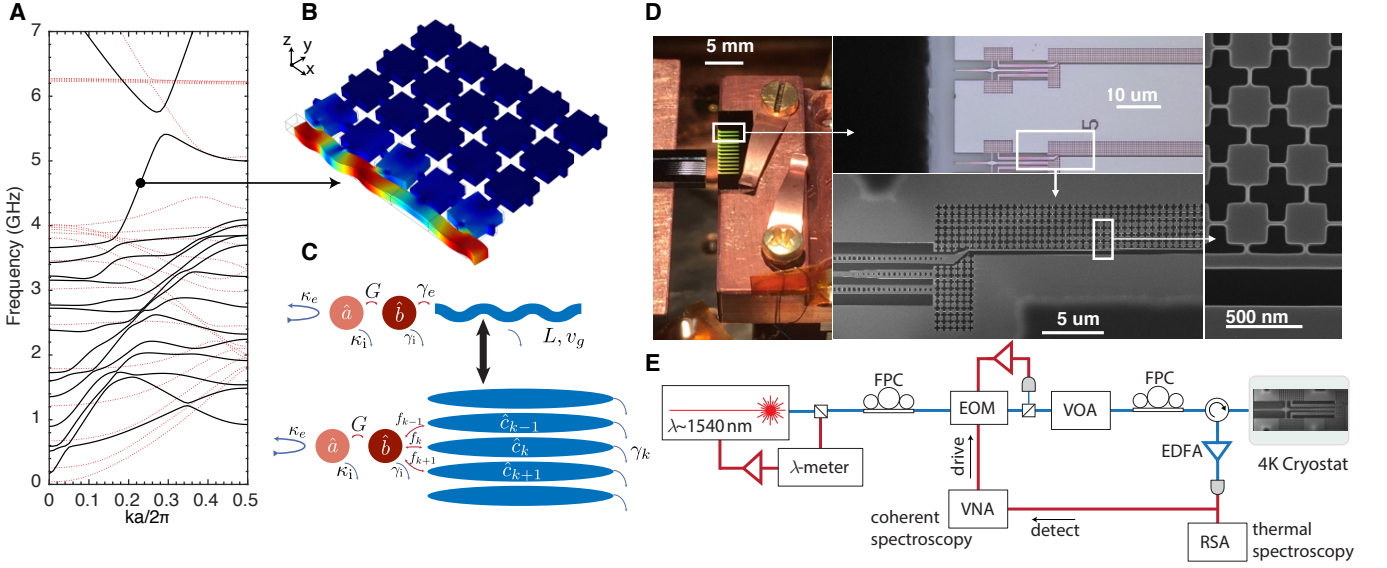 A
7
6
5
4
3
2
1
0
Frequency (GHz)
0
0.1
0.2
0.3
0.4
0.5
ka/2π
B
z
y
x
C
κe
G
γe
â
b̂
κi
γi
L, vg
κe
G
fk−1
fk
fk+1
â
b̂
κi
γi
ĉk−1
ĉk
ĉk+1
γk
D
5 mm
10 um
5
5 um
500 nm
E
λ~1540 nm
λ-meter
FPC
EOM
VOA
FPC
EDFA
4K Cryostat
drive
VNA
coherent
spectroscopy
detect
RSA
thermal
spectroscopy